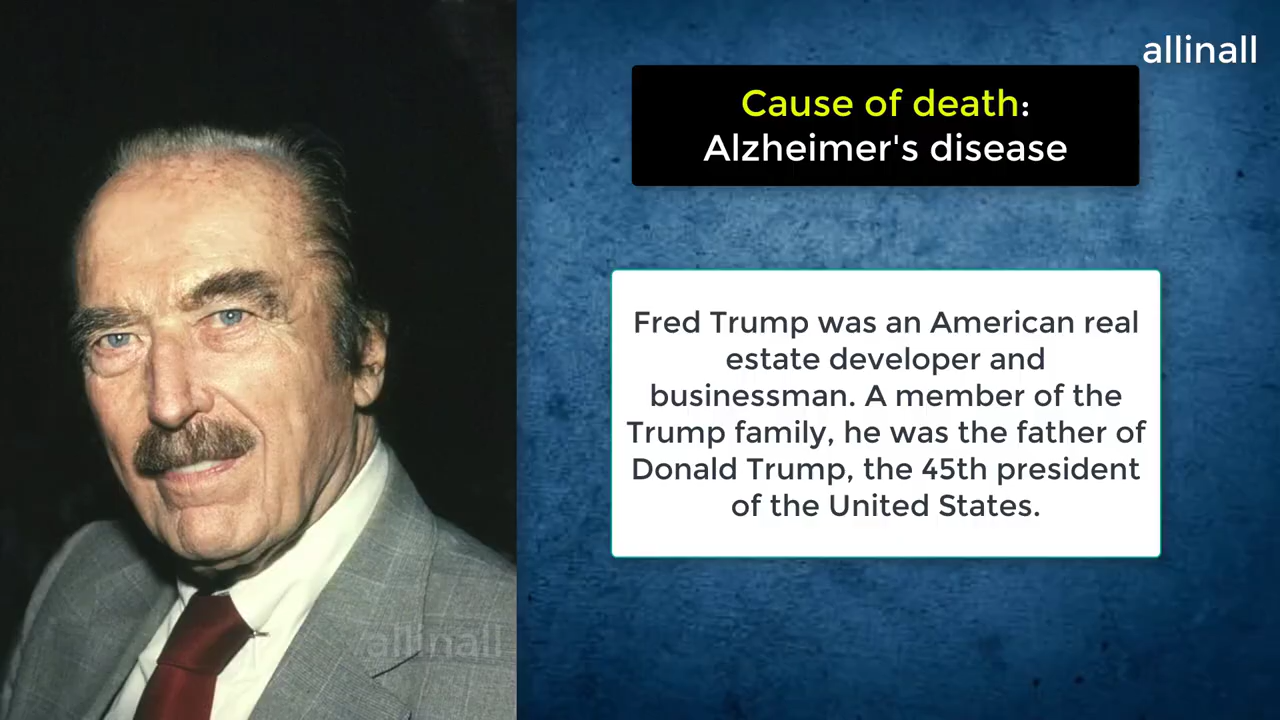 allinall
Cause of death:
Alzheimer's disease
Fred Trump was an American real
estate developer and
businessman. A member of the
Trump family, he was the father of
Donald Trump, the 45th president
of the United States.
allinall